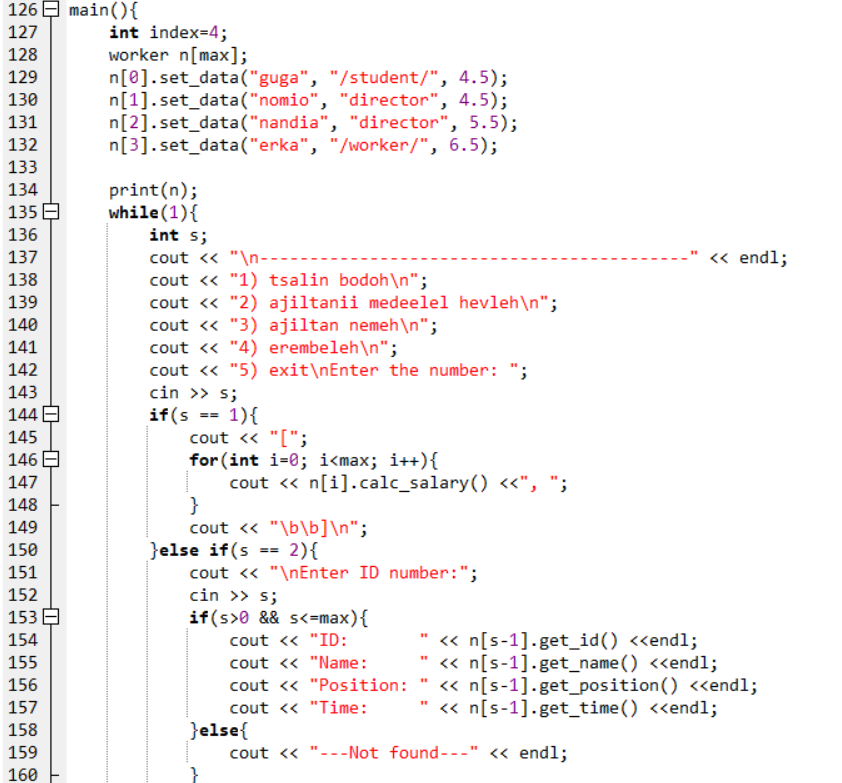 126 main(){
127     int index=4;
128     worker n[max];
129     n[0].set_data("guga", "/student/", 4.5);
130     n[1].set_data("nomio", "director", 4.5);
131     n[2].set_data("nandia", "director", 5.5);
132     n[3].set_data("erka", "/worker/", 6.5);
133
134     print(n);
135     while(1){
136         int s;
137         cout << "\n-------------------------------------------" << endl;
138         cout << "1) tsalin bodoh\n";
139         cout << "2) ajiltanii medeelel hevleh\n";
140         cout << "3) ajiltan nemeh\n";
141         cout << "4) erembeleh\n";
142         cout << "5) exit\nEnter the number: ";
143         cin >> s;
144         if(s == 1){
145             cout << "[";
146             for(int i=0; i<max; i++){
147                 cout << n[i].calc_salary() <<", ";
148             }
149             cout << "\b\b]\n";
150         }else if(s == 2){
151             cout << "\nEnter ID number:";
152             cin >> s;
153             if(s>0 && s<=max){
154                 cout << "ID:       " << n[s-1].get_id() <<endl;
155                 cout << "Name:     " << n[s-1].get_name() <<endl;
156                 cout << "Position: " << n[s-1].get_position() <<endl;
157                 cout << "Time:     " << n[s-1].get_time() <<endl;
158             }else{
159                 cout << "---Not found---" << endl;
160             }